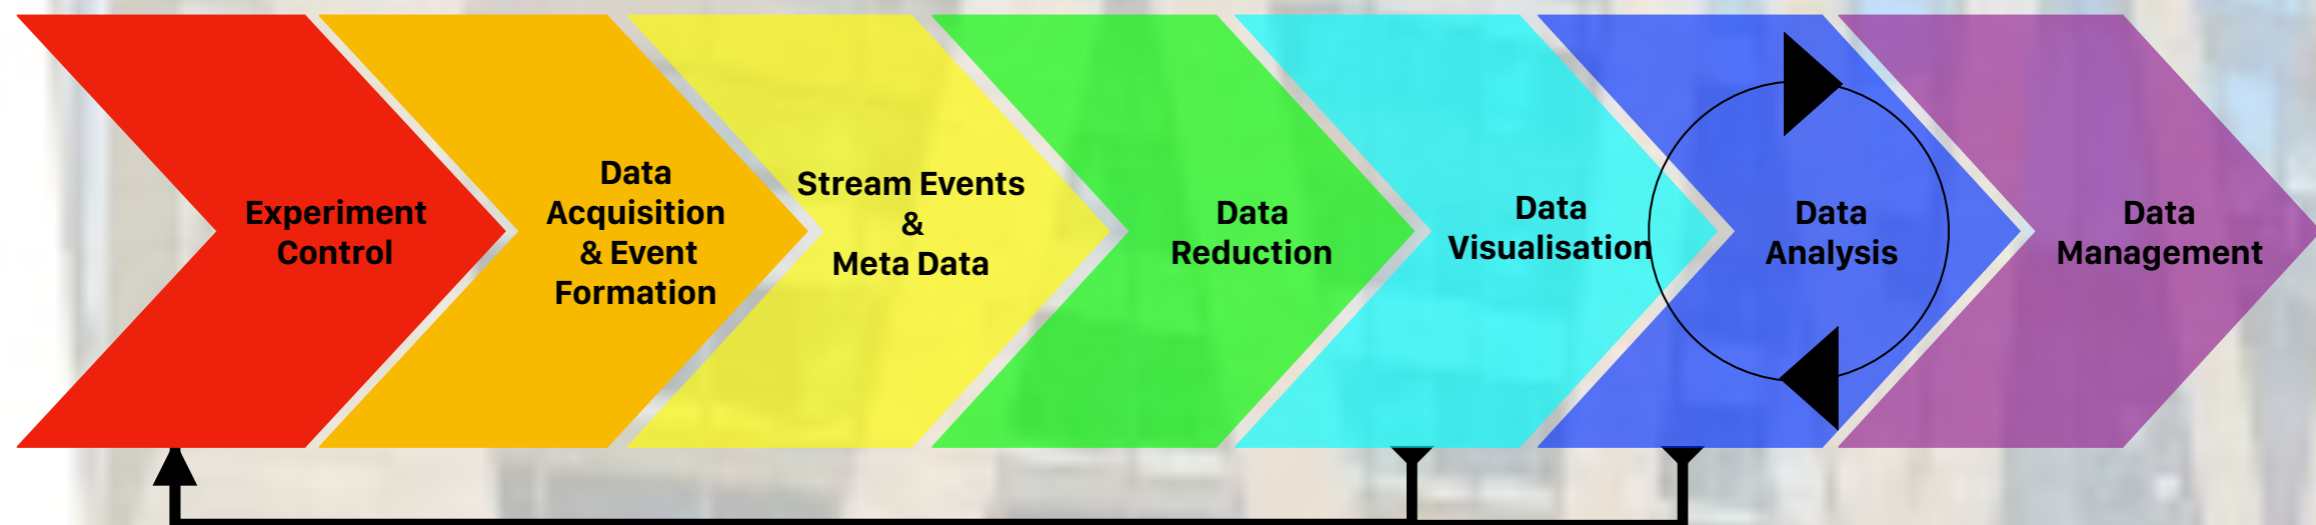 Experiment
Control
Data
Acquisition
& Event
Formation
Stream Events
&
Meta Data
Data
Reduction
Data
Visualisation
Data
Analysis
Data
Management